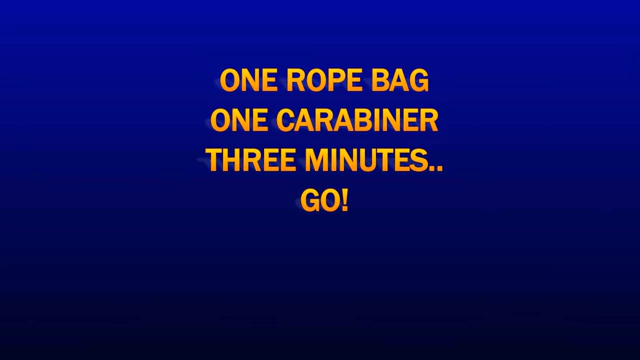 ONE ROPE BAG
ONE CARABINER
THREE MINUTES..
GO!